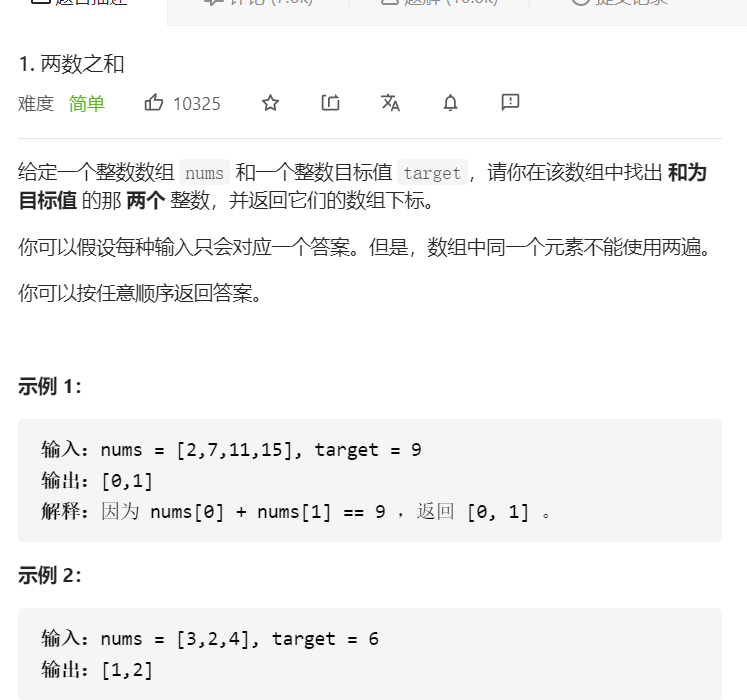 1. 两数之和
难度 简单 10325
给定一个整数数组 nums 和一个整数目标值 target，请你在该数组中找出 和为
目标值 的那 两个 整数，并返回它们的数组下标。
你可以假设每种输入只会对应一个答案。但是，数组中同一个元素不能使用两遍。
你可以按任意顺序返回答案。
示例 1：
输入：nums = [2,7,11,15], target = 9
输出：[0,1]
解释：因为 nums[0] + nums[1] == 9 ，返回 [0, 1] 。
示例 2：
输入：nums = [3,2,4], target = 6
输出：[1,2]